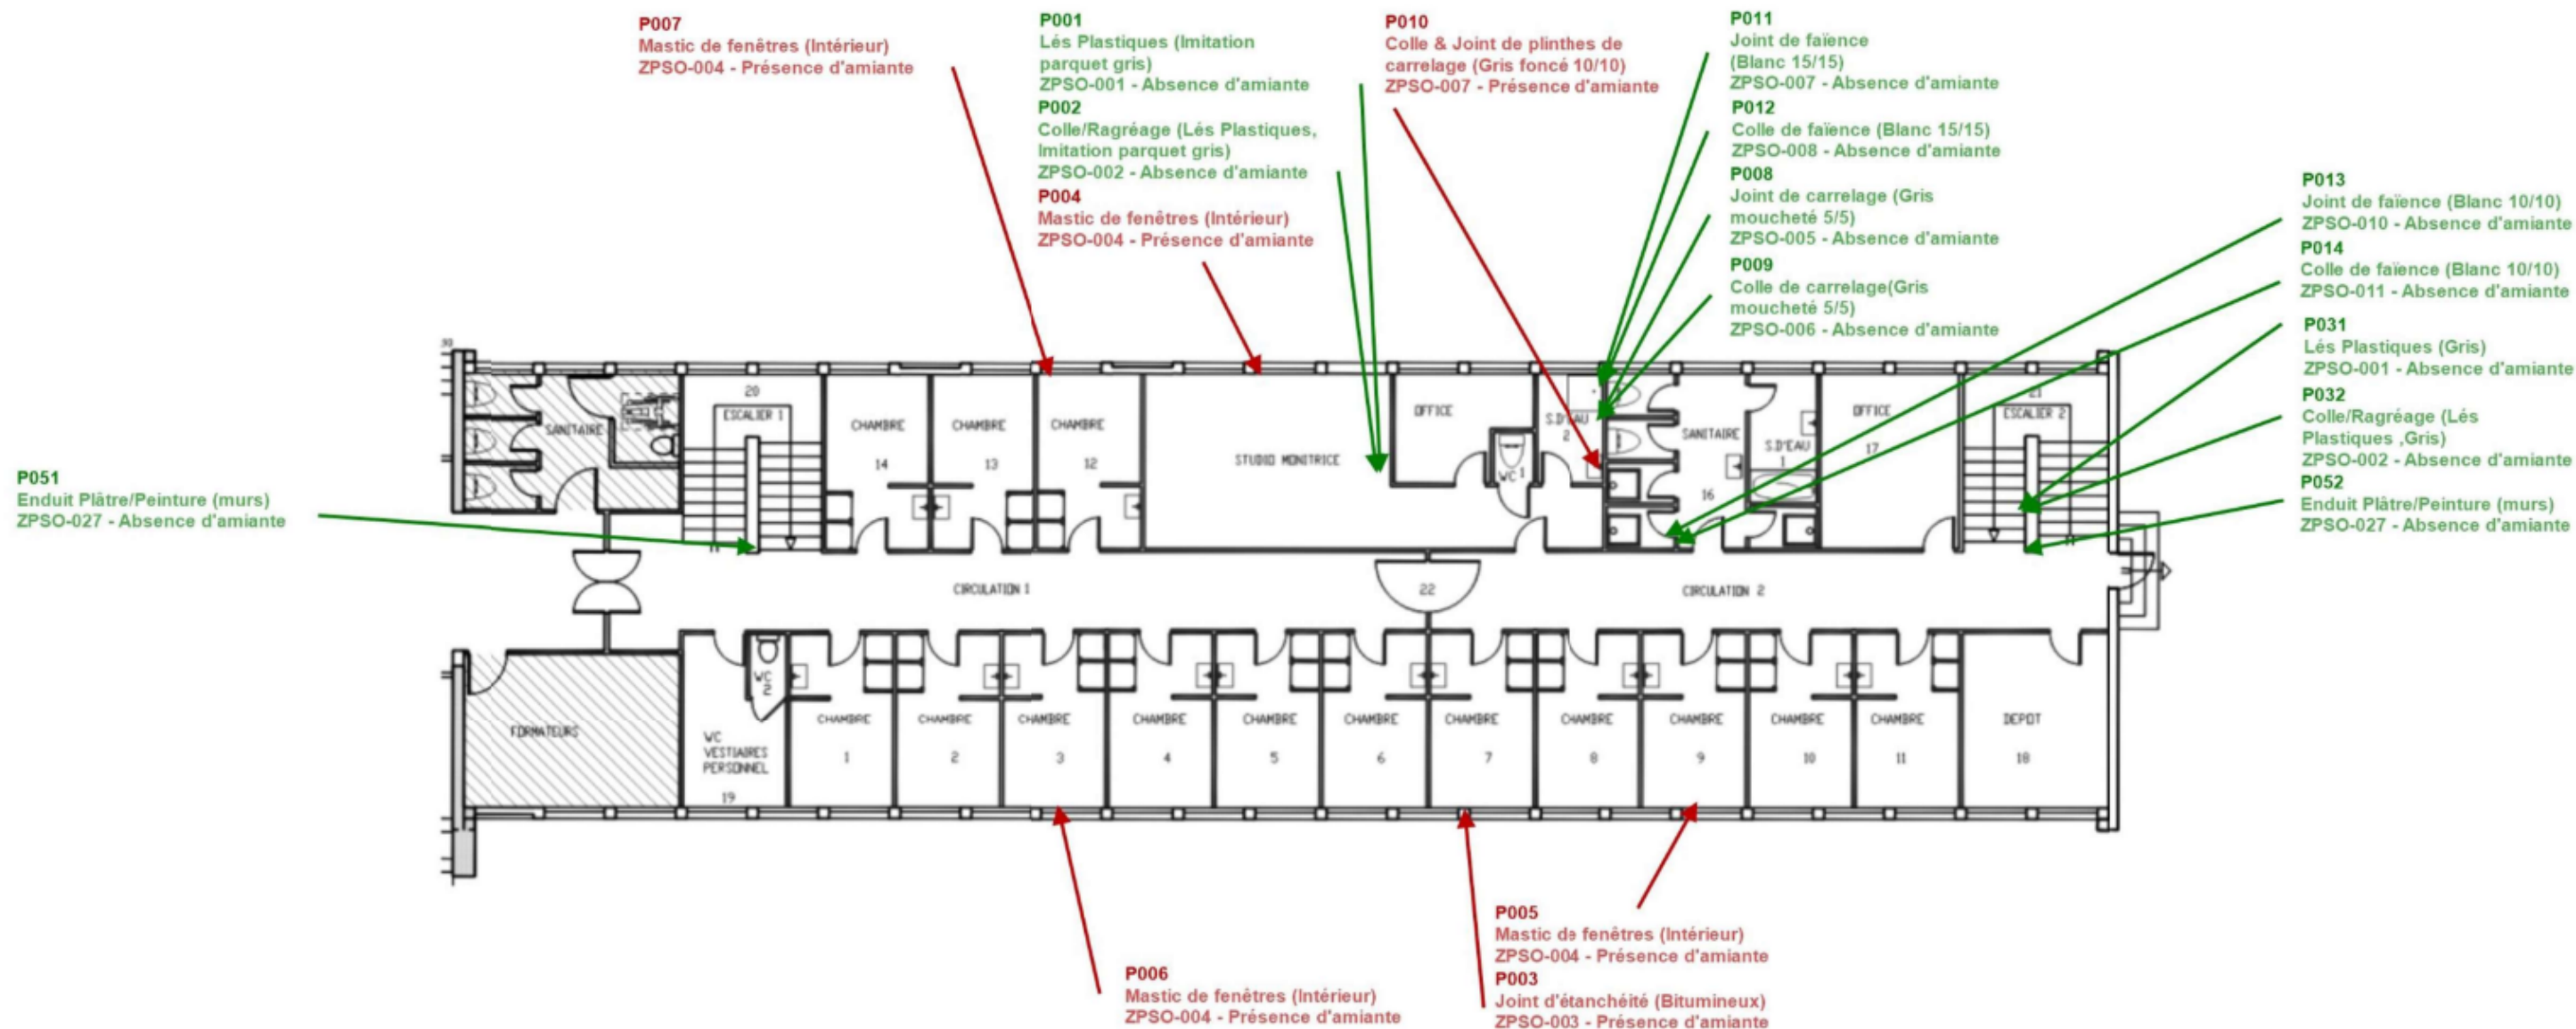 P007
Mastic de fenêtres (Intérieur)
ZPSO-004 - Présence d'amiante
P001
Lés Plastiques (Imitation
parquet gris)
ZPSO-001 - Absence d'amiante
P002
Colle/Ragréage (Lés Plastiques,
Imitation parquet gris)
ZPSO-002 - Absence d'amiante
P004
Mastic de fenêtres (Intérieur)
ZPSO-004 - Présence d'amiante
P010
Colle & Joint de plinthes de
carrelage (Gris foncé 10/10)
ZPSO-007 - Présence d'amiante
P011
Joint de faïence
(Blanc 15/15)
ZPSO-007 - Absence d'amiante
P012
Colle de faïence (Blanc 15/15)
ZPSO-008 - Absence d'amiante
P008
Joint de carrelage (Gris
moucheté 5/5)
ZPSO-005 - Absence d'amiante
P009
Colle de carrelage(Gris
moucheté 5/5)
ZPSO-006 - Absence d'amiante
P013
Joint de faïence (Blanc 10/10)
ZPSO-010 - Absence d'amiante
P014
Colle de faïence (Blanc 10/10)
ZPSO-011 - Absence d'amiante
P031
Lés Plastiques (Gris)
ZPSO-001 - Absence d'amiante
P032
Colle/Ragréage (Lés
Plastiques ,Gris)
ZPSO-002 - Absence d'amiante
P052
Enduit Plâtre/Peinture (murs)
ZPSO-027 - Absence d'amiante
P051
Enduit Plâtre/Peinture (murs)
ZPSO-027 - Absence d'amiante
SANITAIRE
20
ESCALIER 1
CHAMBRE
14
CHAMBRE
13
CHAMBRE
12
STUDIO MONITRICE
OFFICE
WC 1
S.D'EAU
2
SANITAIRE
16
S.D'EAU
1
OFFICE
17
21
ESCALIER 2
CIRCULATION 1
22
CIRCULATION 2
FORMATEURS
WC
2
WC
VESTIAIRES
PERSONNEL
19
CHAMBRE
1
CHAMBRE
2
CHAMBRE
3
CHAMBRE
4
CHAMBRE
5
CHAMBRE
6
CHAMBRE
7
CHAMBRE
8
CHAMBRE
9
CHAMBRE
10
CHAMBRE
11
DEPOT
18
P006
Mastic de fenêtres (Intérieur)
ZPSO-004 - Présence d'amiante
P005
Mastic de fenêtres (Intérieur)
ZPSO-004 - Présence d'amiante
P003
Joint d'étanchéité (Bitumineux)
ZPSO-003 - Présence d'amiante